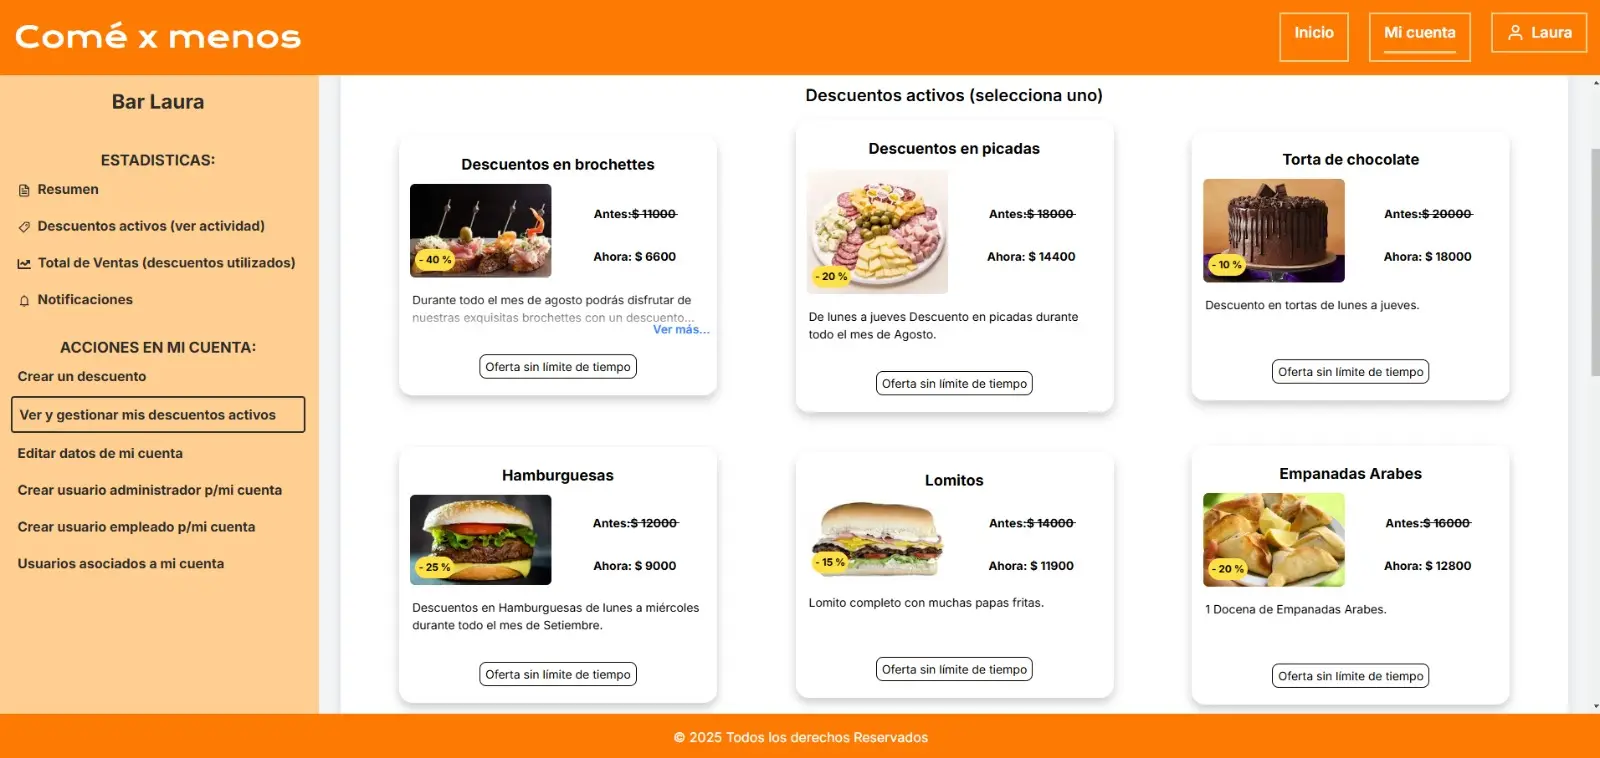 Comé x menos
Inicio
Mi cuenta
Laura
Bar Laura
ESTADISTICAS:
Resumen
Descuentos activos (ver actividad)
Total de Ventas (descuentos utilizados)
Notificaciones
ACCIONES EN MI CUENTA:
Crear un descuento
Ver y gestionar mis descuentos activos
Editar datos de mi cuenta
Crear usuario administrador p/mi cuenta
Crear usuario empleado p/mi cuenta
Usuarios asociados a mi cuenta
Descuentos activos (selecciona uno)
Descuentos en brochettes
Antes:$ 11000
Ahora: $ 6600
- 40 %
Durante todo el mes de agosto podrás disfrutar de
nuestras exquisitas brochettes con un descuento...
Ver más...
Oferta sin límite de tiempo
Descuentos en picadas
Antes:$ 18000
Ahora: $ 14400
- 20 %
De lunes a jueves Descuento en picadas durante
todo el mes de Agosto.
Oferta sin límite de tiempo
Torta de chocolate
Antes:$ 20000
Ahora: $ 18000
- 10 %
Descuento en tortas de lunes a jueves.
Oferta sin límite de tiempo
Hamburguesas
Antes:$ 12000
Ahora: $ 9000
- 25 %
Descuentos en Hamburguesas de lunes a miércoles
durante todo el mes de Setiembre.
Oferta sin límite de tiempo
Lomitos
Antes:$ 14000
Ahora: $ 11900
- 15 %
Lomito completo con muchas papas fritas.
Oferta sin límite de tiempo
Empanadas Arabes
Antes:$ 16000
Ahora: $ 12800
- 20 %
1 Docena de Empanadas Arabes.
Oferta sin límite de tiempo
© 2025 Todos los derechos Reservados